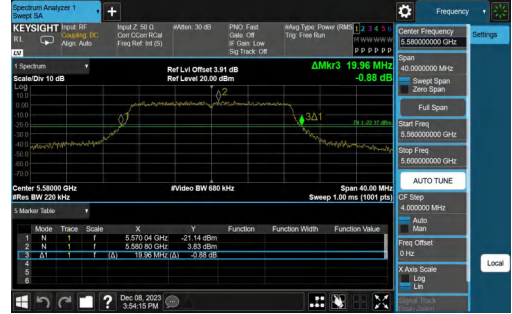 Spectrum Analyzer 1
Swept SA
Frequency
KEYSIGHT
Input: RF
Coupling: DC
Align: Auto
Input Z: 50 Ω
Corr CCorr RCal
Freq Ref: Int (S)
#Atten: 30 dB
PNO: Fast
Gate: Off
IF Gain: Low
Sig Track: Off
#Avg Type: Power (RMS
Trig: Free Run
1 2 3 4 5 6
M W W W W W
P P P P P P
Center Frequency
5.580000000 GHz
Settings
Span
40.0000000 MHz
Swept Span
Zero Span
Full Span
Start Freq
5.560000000 GHz
Stop Freq
5.600000000 GHz
AUTO TUNE
CF Step
4.000000 MHz
Auto
Man
Freq Offset
0 Hz
X Axis Scale
Log
Lin
Signal Track
Local
1 Spectrum
Scale/Div 10 dB
Log
Ref Lvl Offset 3.91 dB
Ref Level 20.00 dBm
ΔMkr3 19.96 MHz
-0.88 dB
10.0
0.00
-10.0
-20.0
-30.0
-40.0
-50.0
-60.0
-70.0
2
3Δ1
Center 5.58000 GHz
#Res BW 220 kHz
#Video BW 680 kHz
Span 40.00 MHz
Sweep 1.00 ms (1001 pts)
5 Marker Table
Mode Trace Scale X Y Function Function Width Function Value
1 N 1 f 5.570 04 GHz -21.14 dBm
2 N 1 f 5.580 80 GHz 3.83 dBm
3 Δ1 1 f (Δ) 19.96 MHz (Δ) -0.88 dB
4
5
6
Dec 08, 2023
3:54:15 PM